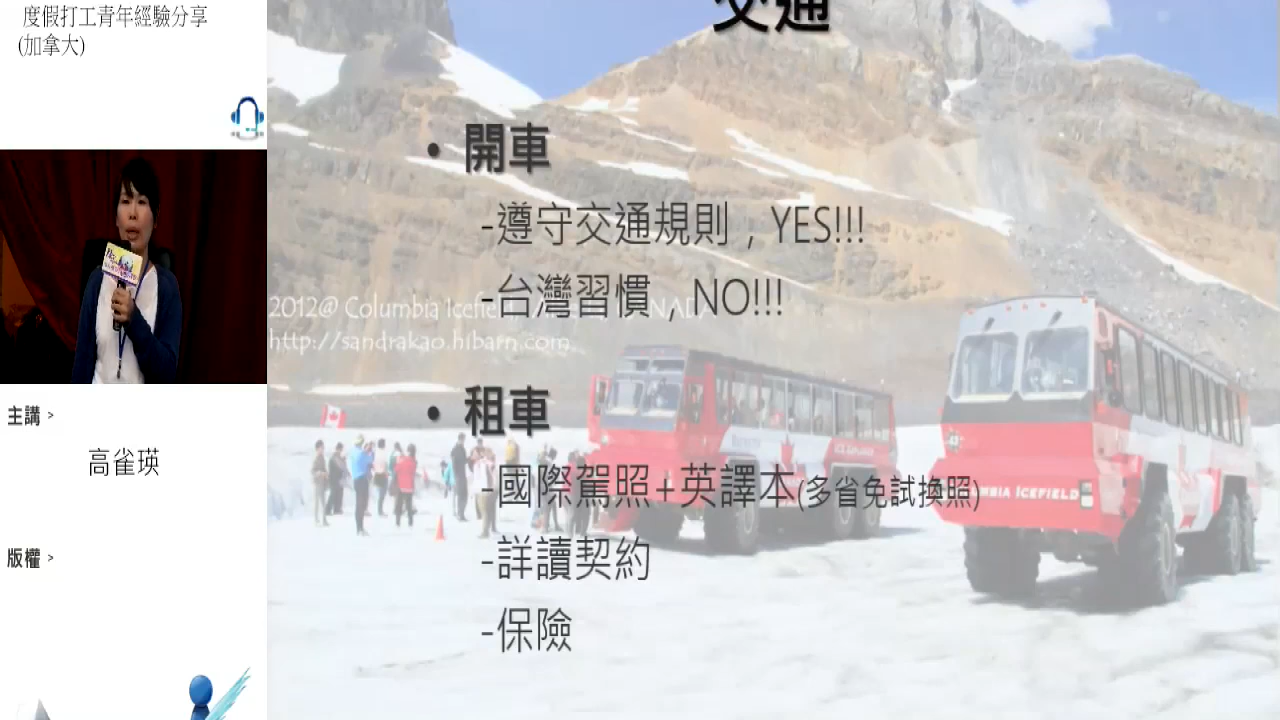 度假打工青年經驗分享
(加拿大)
主講 >
高雀瑛
版權 >
交通
• 開車
-遵守交通規則，YES!!!
-台灣習慣，NO!!!
2012@ Columbia Icefield
http://sandrakao.hibarn.com
• 租車
-國際駕照+英譯本(多省免試換照)
-詳讀契約
-保險
MBIA ICEFIELD